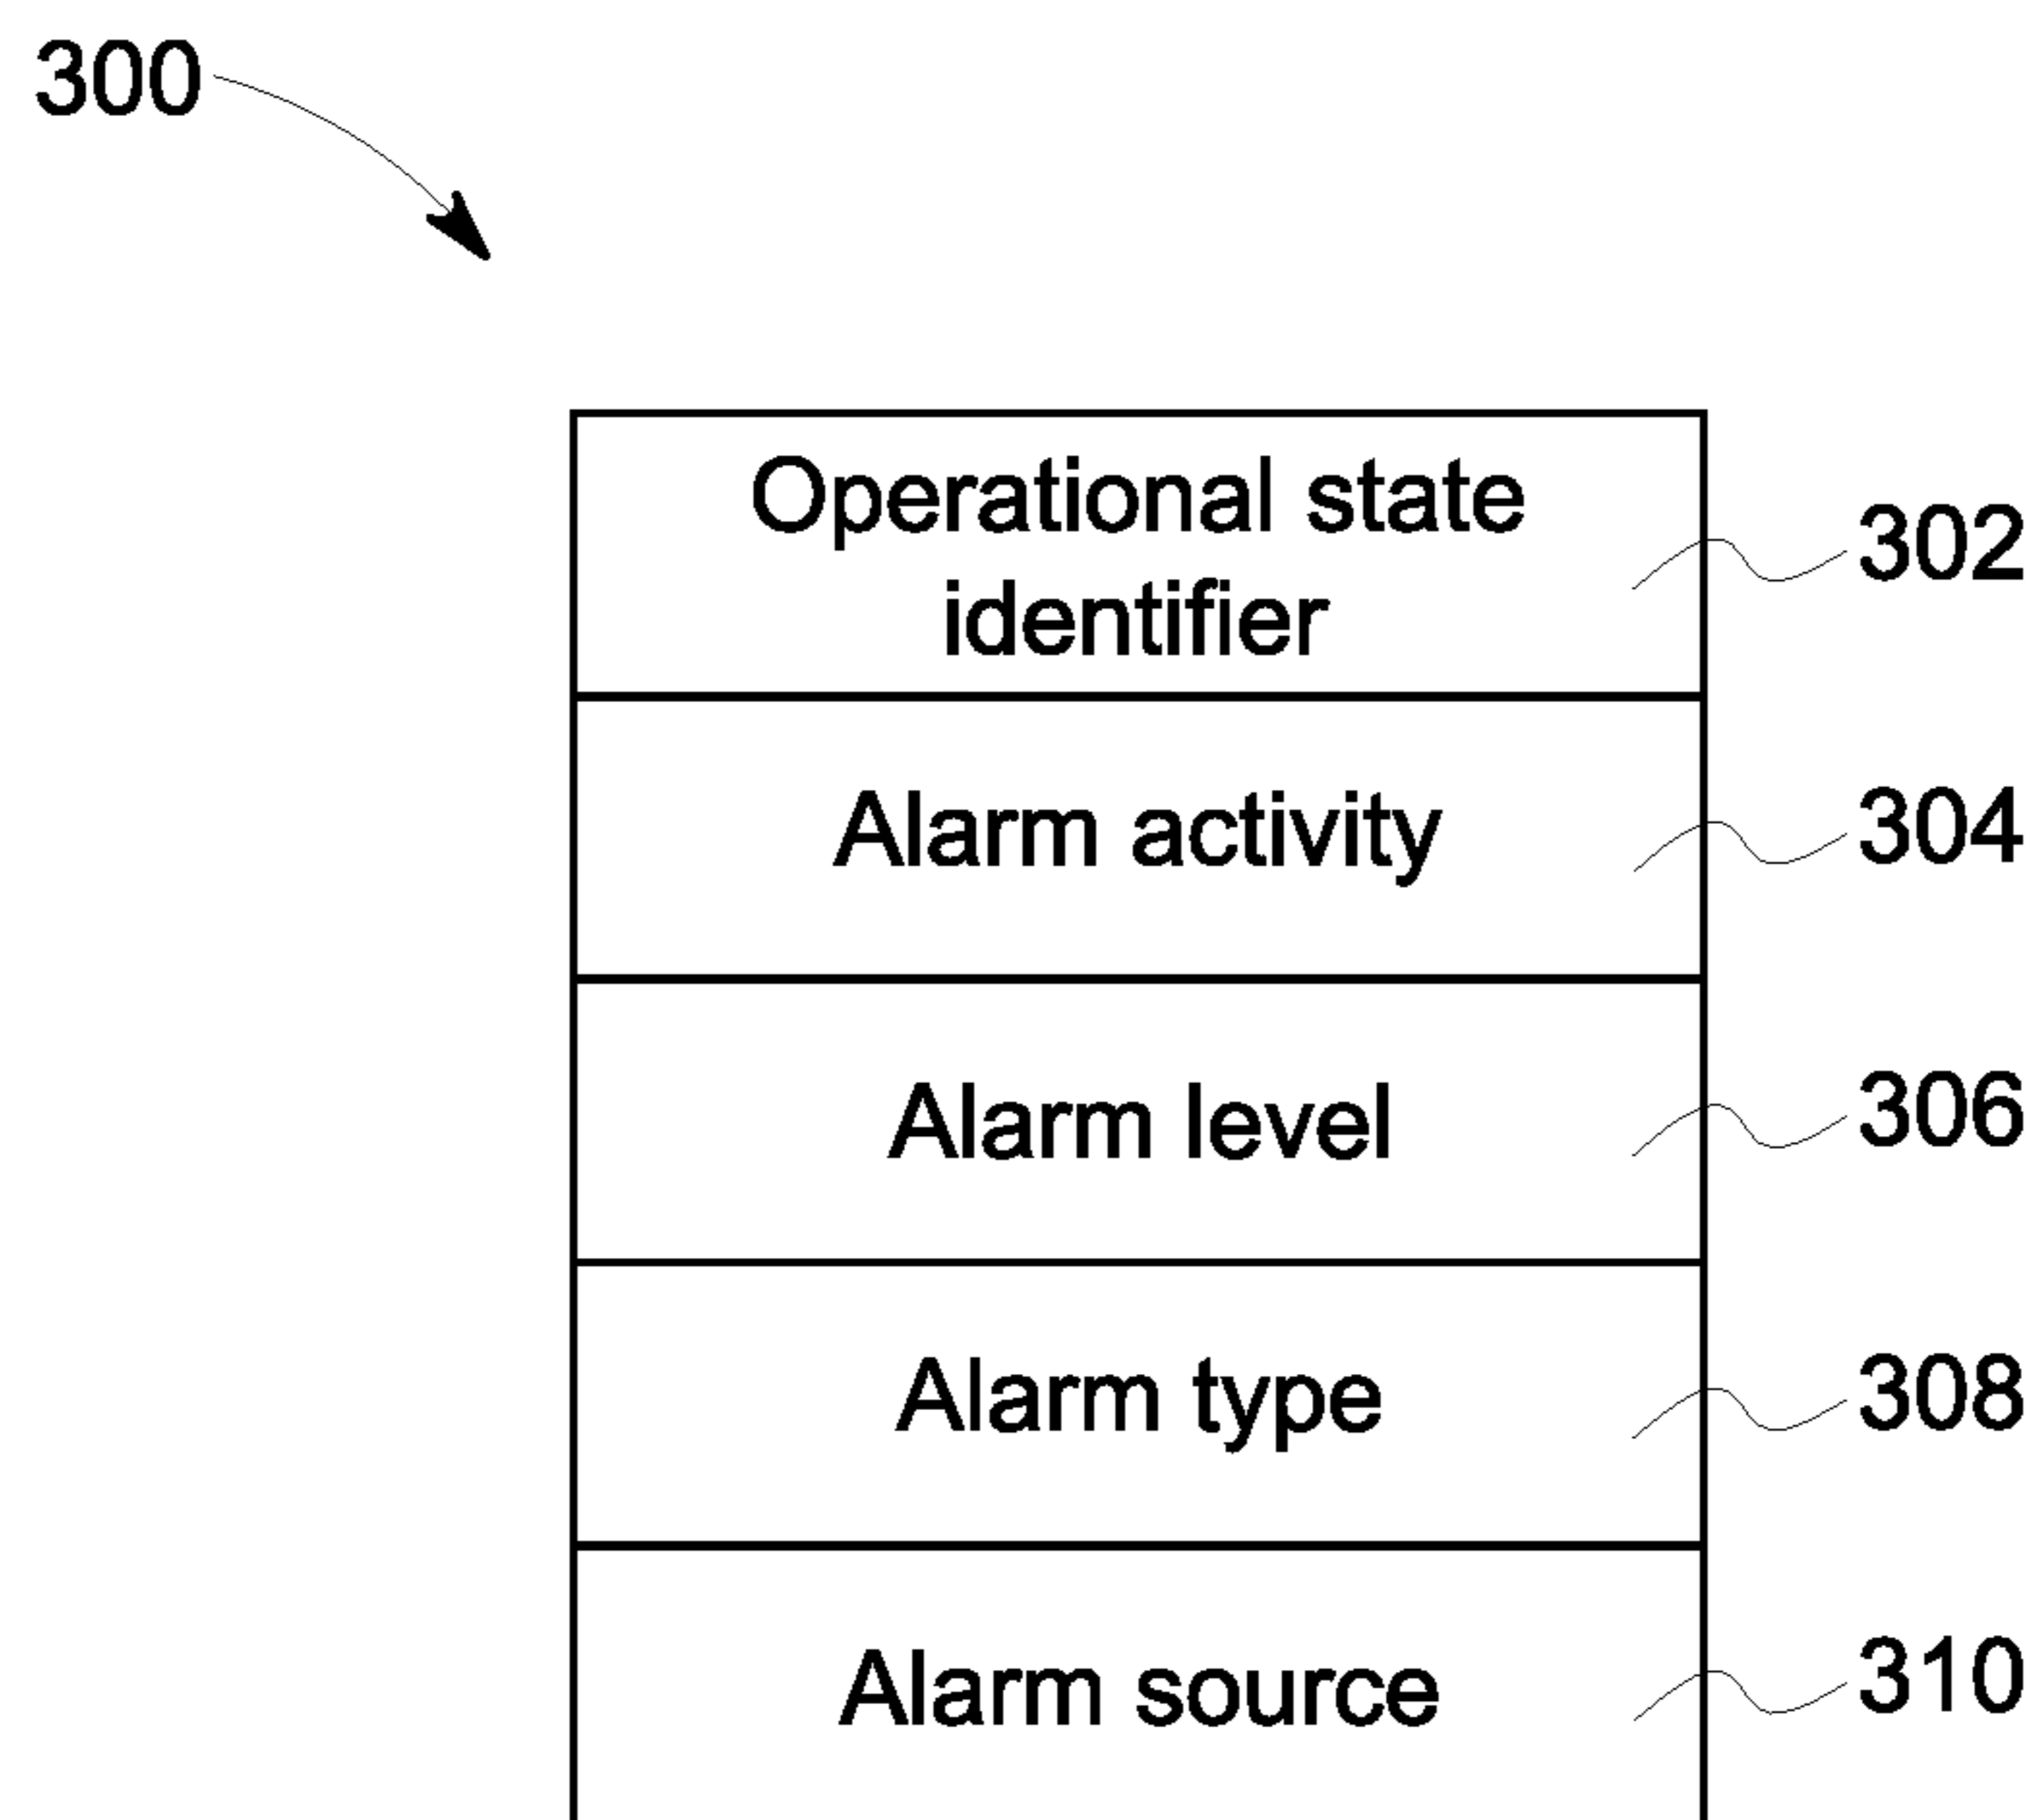 300
Operational state
identifier
302
Alarm activity
304
Alarm level
306
Alarm type
308
Alarm source
310